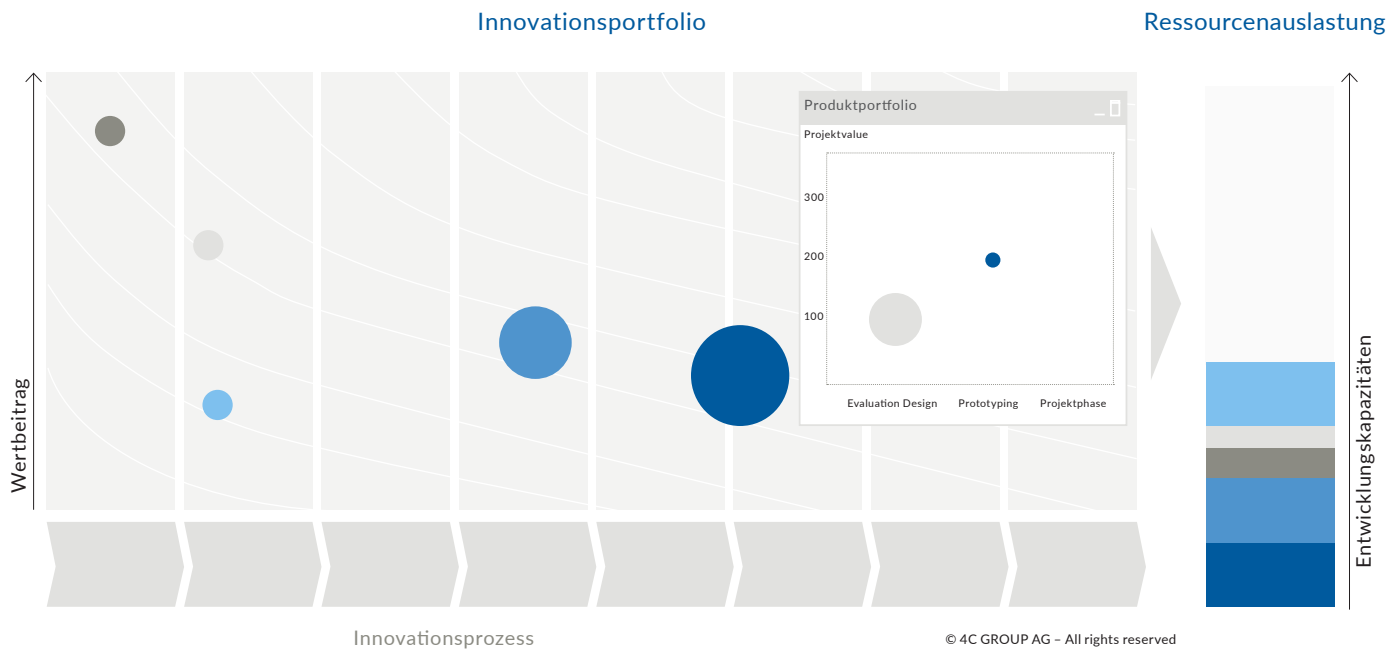 Innovationsportfolio
Ressourcenauslastung
Wertbeitrag
Produktportfolio
Projektvalue
300
200
100
Evaluation Design
Prototyping
Projektphase
Entwicklungskapazitäten
Innovationsprozess
© 4C GROUP AG – All rights reserved